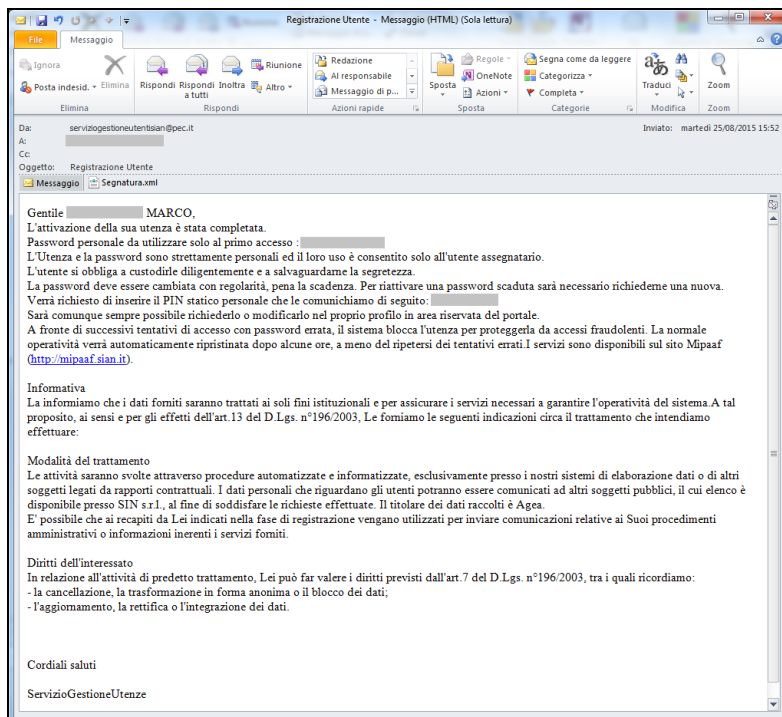 Registrazione Utente - Messaggio (HTML) (Sola lettura)
File
Messaggio
Ignora
Posta indesid.
Elimina
Elimina
Rispondi
Rispondi a tutti
Inoltra
Riunione
Altro
Rispondi
Redazione
Al responsabile
Messaggio di p...
Azioni rapide
Sposta
Regole
OneNote
Azioni
Sposta
Segna come da leggere
Categorizza
Completa
Categorie
Traduci
Modifica
Zoom
Zoom
Da: serviziogestioneutentisian@pec.it
Inviato: martedì 25/08/2015 15:52
A:
Cc:
Oggetto: Registrazione Utente
Messaggio
Segnatura.xml
Gentile MARCO,
L'attivazione della sua utenza è stata completata.
Password personale da utilizzare solo al primo accesso :
L'Utenza e la password sono strettamente personali ed il loro uso è consentito solo all'utente assegnatario.
L'utente si obbliga a custodirle diligentemente e a salvaguardarne la segretezza.
La password deve essere cambiata con regolarità, pena la scadenza. Per riattivare una password scaduta sarà necessario richiederne una nuova.
Verrà richiesto di inserire il PIN statico personale che le comunichiamo di seguito:
Sarà comunque sempre possibile richiederlo o modificarlo nel proprio profilo in area riservata del portale.
A fronte di successivi tentativi di accesso con password errata, il sistema blocca l'utenza per proteggerla da accessi fraudolenti. La normale
operatività verrà automaticamente ripristinata dopo alcune ore, a meno del ripetersi dei tentativi errati.I servizi sono disponibili sul sito Mipaaf
(http://mipaaf.sian.it).
Informativa
La informiamo che i dati forniti saranno trattati ai soli fini istituzionali e per assicurare i servizi necessari a garantire l'operatività del sistema.A tal
proposito, ai sensi e per gli effetti dell'art.13 del D.Lgs. n°196/2003, Le forniamo le seguenti indicazioni circa il trattamento che intendiamo
effettuare:
Modalità del trattamento
Le attività saranno svolte attraverso procedure automatizzate e informatizzate, esclusivamente presso i nostri sistemi di elaborazione dati o di altri
soggetti legati da rapporti contrattuali. I dati personali che riguardano gli utenti potranno essere comunicati ad altri soggetti pubblici, il cui elenco è
disponibile presso SIN s.r.l., al fine di soddisfare le richieste effettuate. Il titolare dei dati raccolti è Agea.
E' possibile che ai recapiti da Lei indicati nella fase di registrazione vengano utilizzati per inviare comunicazioni relative ai Suoi procedimenti
amministrativi o informazioni inerenti i servizi forniti.
Diritti dell'interessato
In relazione all'attività di predetto trattamento, Lei può far valere i diritti previsti dall'art.7 del D.Lgs. n°196/2003, tra i quali ricordiamo:
- la cancellazione, la trasformazione in forma anonima o il blocco dei dati;
- l'aggiornamento, la rettifica o l'integrazione dei dati.
Cordiali saluti
ServizioGestioneUtenze